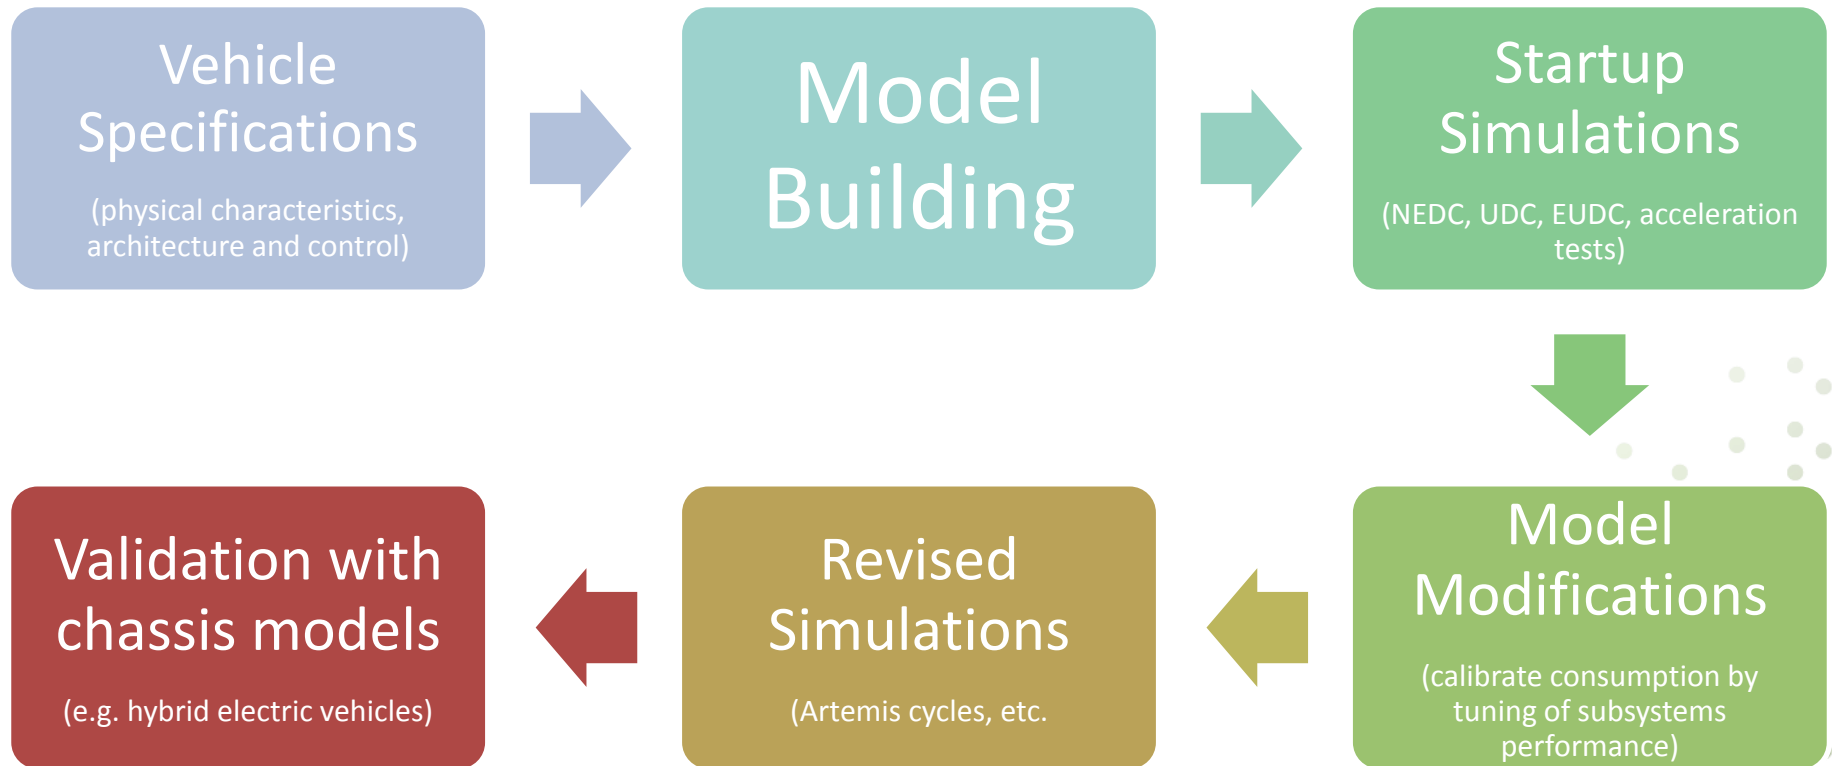 Vehicle
Specifications
(physical characteristics,
architecture and control)
Model
Building
Startup
Simulations
(NEDC, UDC, EUDC, acceleration
tests)
Model
Modifications
(calibrate consumption by
tuning of subsystems
performance)
Revised
Simulations
(Artemis cycles, etc.
Validation with
chassis models
(e.g. hybrid electric vehicles)